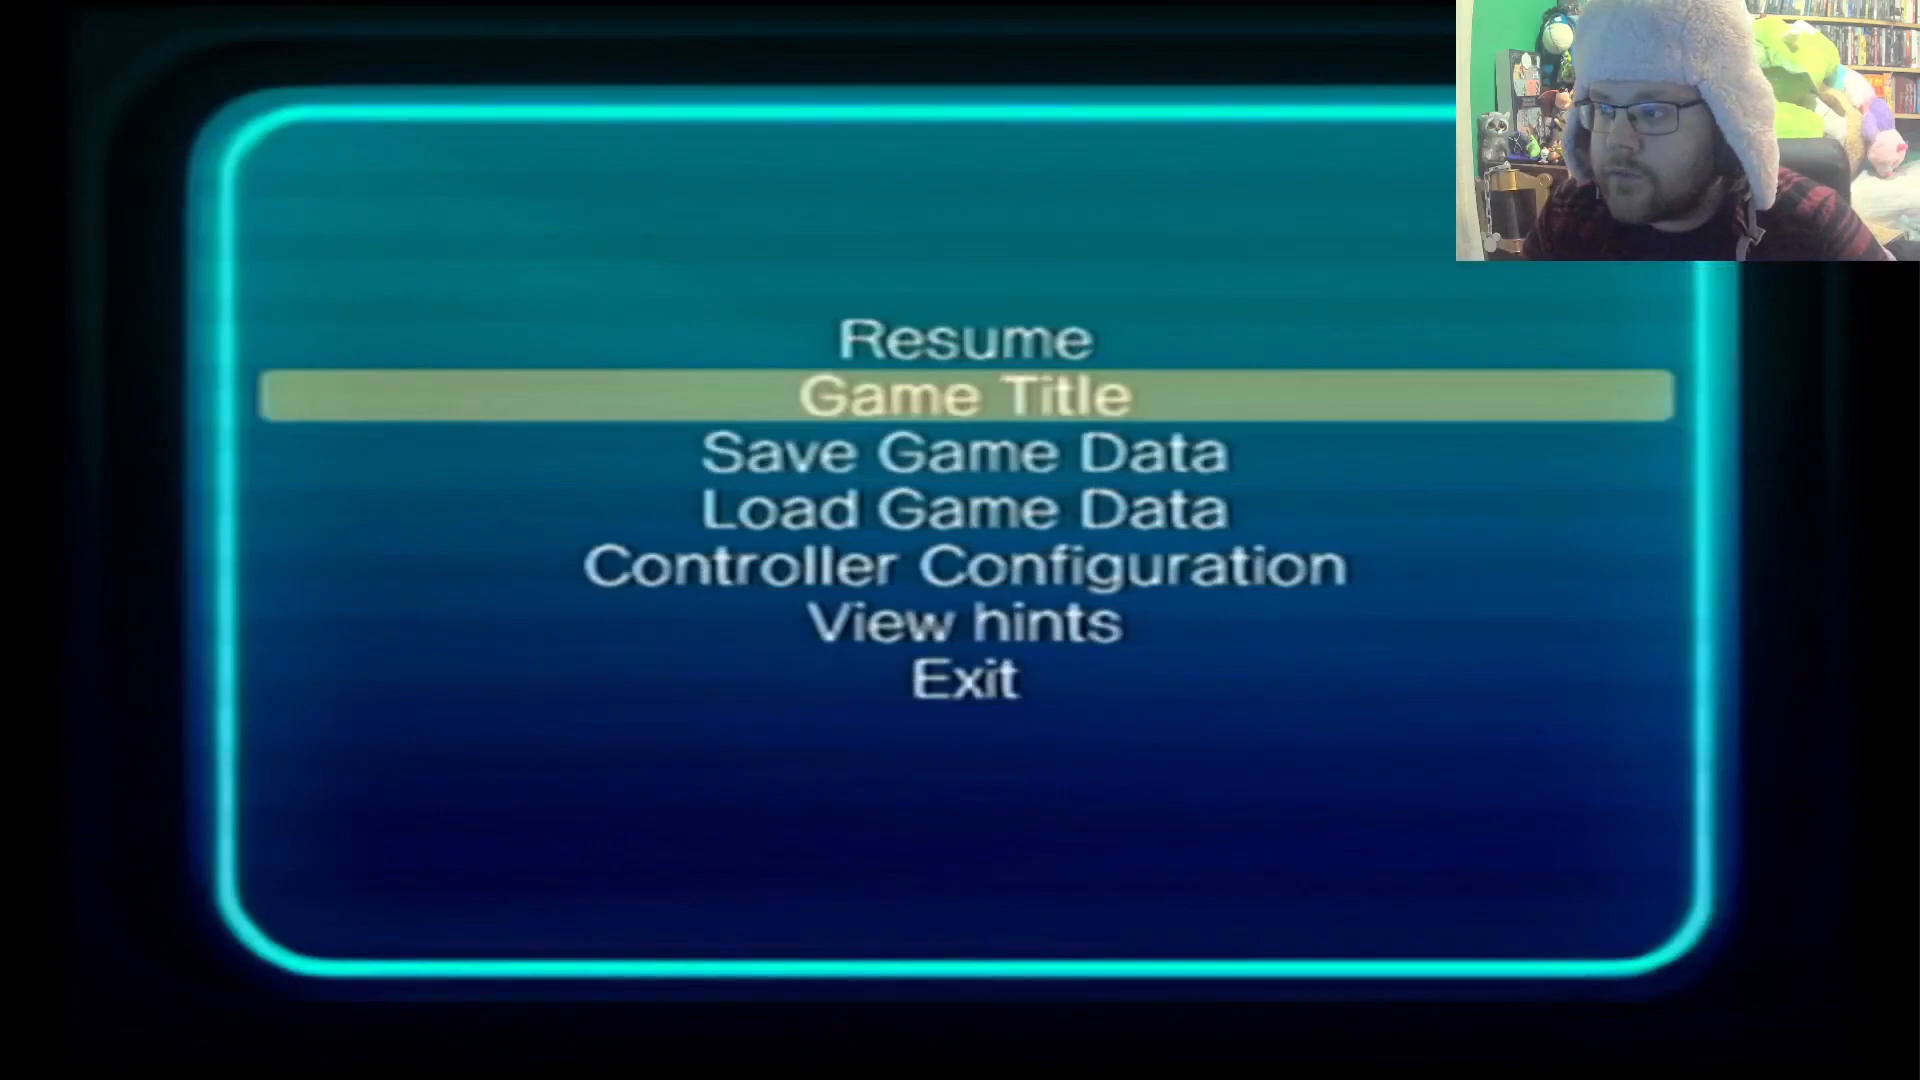 Resume
Game Title
Save Game Data
Load Game Data
Controller Configuration
View hints
Exit